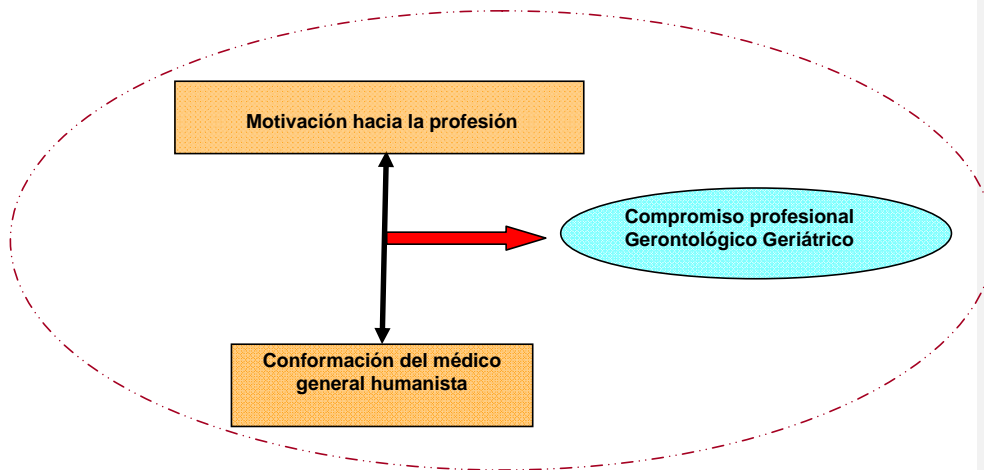 Motivación hacia la profesión
Compromiso profesional
Gerontológico Geriátrico
Conformación del médico
general humanista